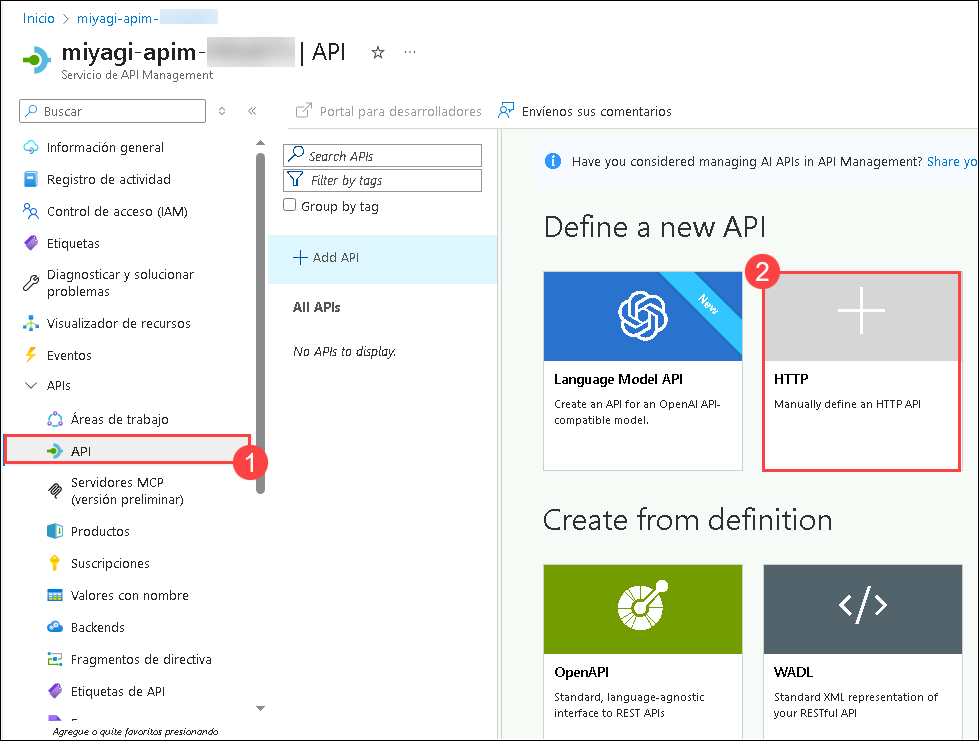 Inicio > miyagi-apim-
miyagi-apim- | API
Servicio de API Management
Buscar
Portal para desarrolladores
Envíenos sus comentarios
Información general
Registro de actividad
Control de acceso (IAM)
Etiquetas
Diagnosticar y solucionar
problemas
Visualizador de recursos
Eventos
APIs
Áreas de trabajo
API
1
Servidores MCP
(versión preliminar)
Productos
Suscripciones
Valores con nombre
Backends
Fragmentos de directiva
Etiquetas de API
Agregue o quite favoritos presionando
Search APIs
Filter by tags
Group by tag
+ Add API
All APIs
No APIs to display.
Have you considered managing AI APIs in API Management? Share yo
Define a new API
New
Language Model API
Create an API for an OpenAI API-
compatible model.
2
HTTP
Manually define an HTTP API
Create from definition
OpenAPI
Standard, language-agnostic
interface to REST APIs
</>
WADL
Standard XML representation of
your RESTful API